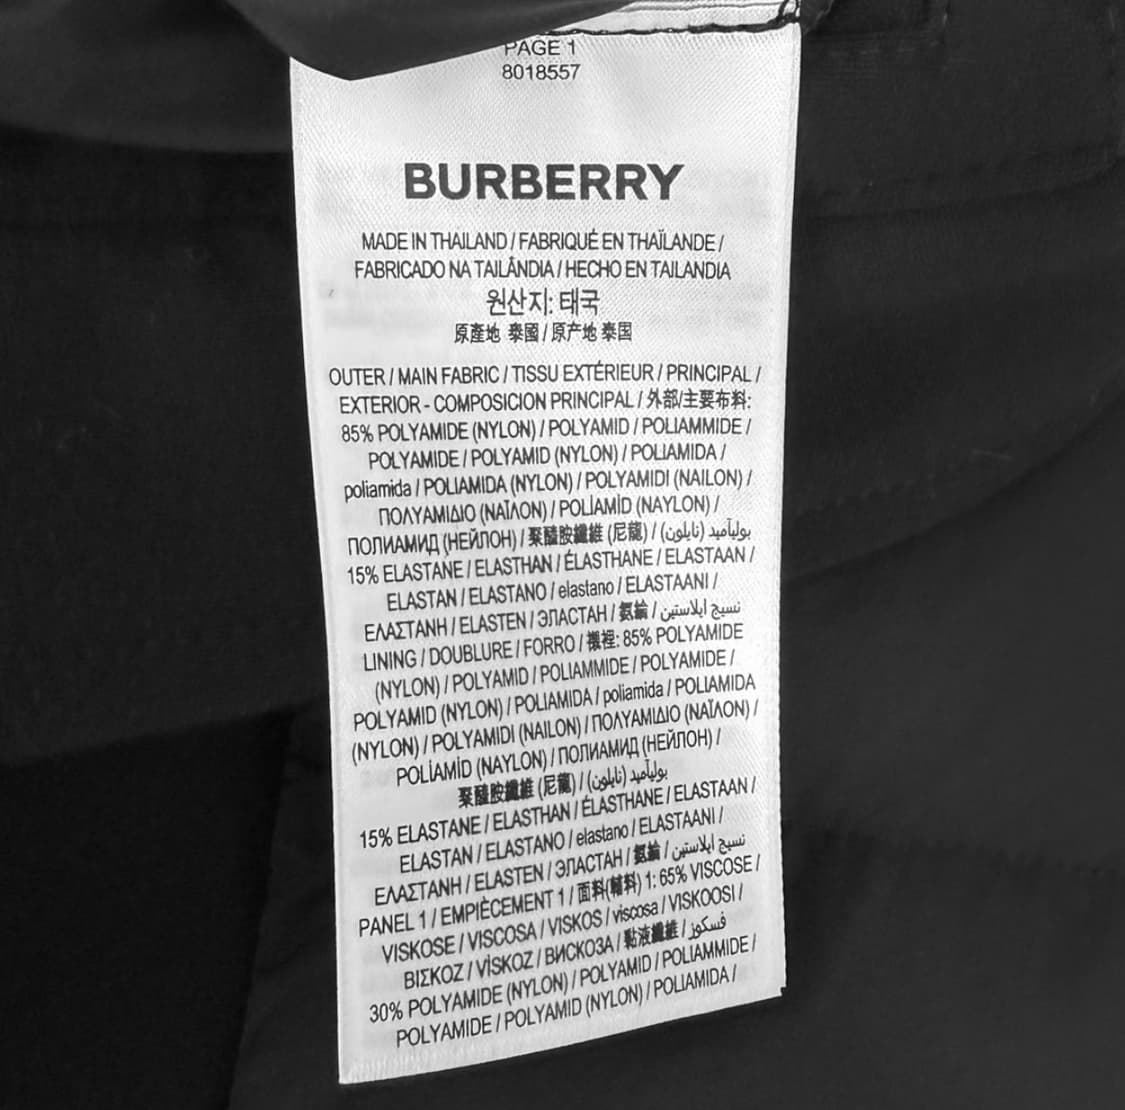 PAGE 1
8018557
BURBERRY
MADE IN THAILAND / FABRIQUÉ EN THAÏLANDE /
FABRICADO NA TAILÂNDIA / HECHO EN TAILANDIA
원산지: 태국
原產地 泰國 / 原产地 泰国
OUTER / MAIN FABRIC / TISSU EXTÉRIEUR / PRINCIPAL /
EXTERIOR - COMPOSICION PRINCIPAL / 外部/主要布料:
85% POLYAMIDE (NYLON) / POLYAMID / POLIAMMIDE /
POLYAMIDE / POLYAMID (NYLON) / POLIAMIDA /
poliamida / POLIAMIDA (NYLON) / POLYAMIDI (NAILON) /
ΠΟΛΥΑΜΙΔΙΟ (ΝΑΪΛΟΝ) / POLİAMİD (NAYLON) /
ПОЛИАМИД (НЕЙЛОН) / 聚醯胺纖維 (尼龍) / بوليآميد (نايلون)
15% ELASTANE / ELASTHAN / ÉLASTHANE / ELASTAAN /
ELASTAN / ELASTANO / elastano / ELASTAANI /
ΕΛΑΣΤΑΝΗ / ELASTEN / ЭЛАСТАН / 氨綸 / نسيج ايلاستين
LINING / DOUBLURE / FORRO / 襯裡: 85% POLYAMIDE
(NYLON) / POLYAMID / POLIAMMIDE / POLYAMIDE /
POLYAMID (NYLON) / POLIAMIDA / poliamida / POLIAMIDA
(NYLON) / POLYAMIDI (NAILON) / ΠΟΛΥΑΜΙΔΙΟ (ΝΑΪΛΟΝ) /
POLİAMİD (NAYLON) / ПОЛИАМИД (НЕЙЛОН) /
聚醯胺纖維 (尼龍) / بوليآميد (نايلون)
15% ELASTANE / ELASTHAN / ÉLASTHANE / ELASTAAN /
ELASTAN / ELASTANO / elastano / ELASTAANI /
ΕΛΑΣΤΑΝΗ / ELASTEN / ЭЛАСТАН / 氨綸 / نسيج ايلاستين
PANEL 1 / EMPIÈCEMENT 1 / 面料(輔料) 1: 65% VISCOSE /
VISKOSE / VISCOSA / VISKOS / viscosa / VISKOOSI /
ΒΙΣΚΟΖ / VİSKOZ / ВИСКОЗА / 黏液纖維 / فسكوز
30% POLYAMIDE (NYLON) / POLYAMID / POLIAMMIDE /
POLYAMIDE / POLYAMID (NYLON) / POLIAMIDA /